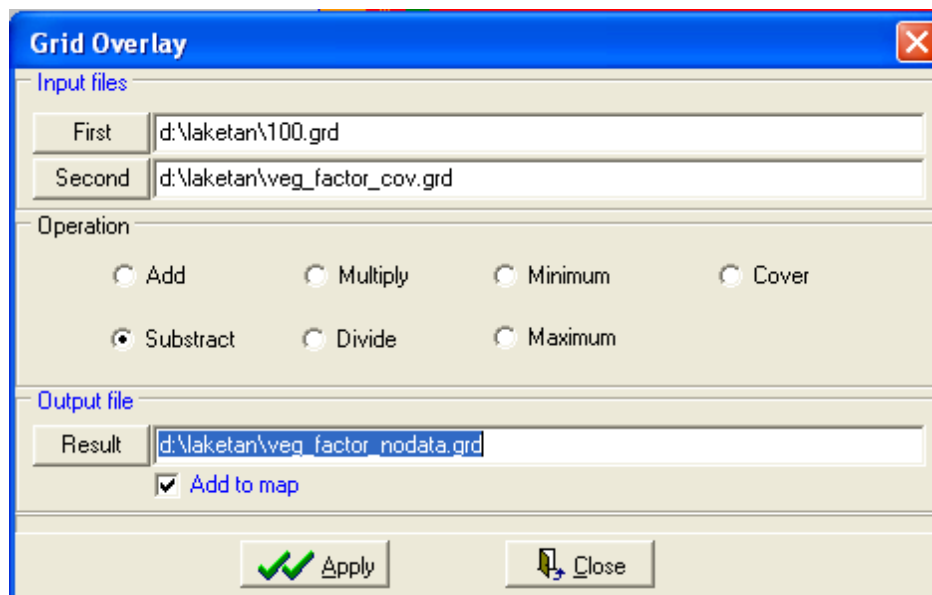 Grid Overlay
Input files
First d:\laketan\100.grd
Second d:\laketan\veg_factor_cov.grd
Operation
Add Multiply Minimum Cover
Substract Divide Maximum
Output file
Result d:\laketan\veg_factor_nodata.grd
Add to map
Apply Close